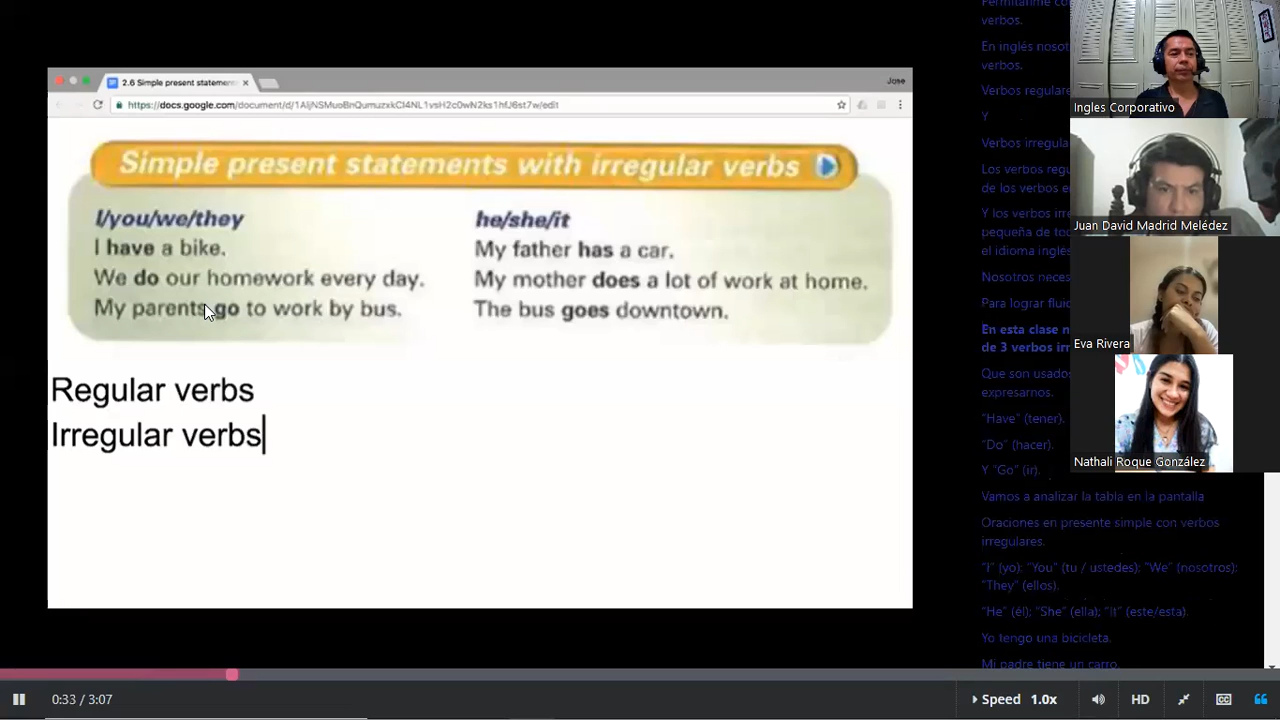 2.6 Simple present statement
Jose
https://docs.google.com/document/d/1AljNSMuoBnQumuzxkCl4NL1vsH2c0wN2ks1hfJ6st7w/edit
Simple present statements with irregular verbs
I/you/we/they
I have a bike.
We do our homework every day.
My parents go to work by bus.
he/she/it
My father has a car.
My mother does a lot of work at home.
The bus goes downtown.
Regular verbs
Irregular verbs
verbos.
En inglés nosotr
verbos.
Verbos regulare
Y
Verbos irregula
Los verbos regu
de los verbos e
Y los verbos irre
pequeña de tod
el idioma ingles
Nosotros neces
Para lograr fluid
En esta clase n
de 3 verbos irr
Que son usados
expresarnos.
"Have" (tener).
"Do" (hacer).
Y "Go" (ir).
Vamos a analizar la tabla en la pantalla
Oraciones en presente simple con verbos
irregulares.
"I" (yo); "You" (tu / ustedes); "We" (nosotros);
"They" (ellos).
"He" (él); "She" (ella); "It" (este/esta).
Yo tengo una bicicleta.
Mi padre tiene un carro.
Ingles Corporativo
Juan David Madrid Melédez
Eva Rivera
Nathali Roque González
0:33 / 3:07
Speed 1.0x
HD
CC